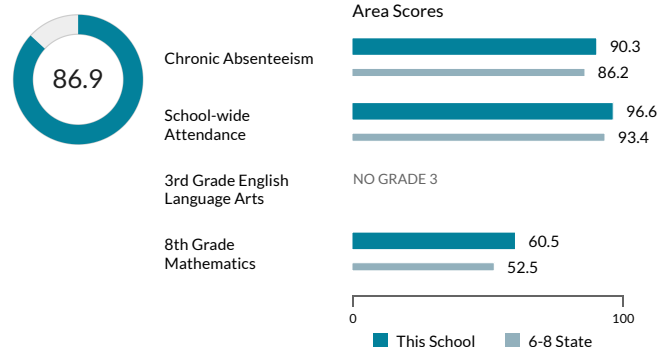 Area Scores
86.9
Chronic Absenteeism
90.3
86.2
School-wide
Attendance
96.6
93.4
3rd Grade English
Language Arts
NO GRADE 3
8th Grade
Mathematics
60.5
52.5
0
100
This School
6-8 State